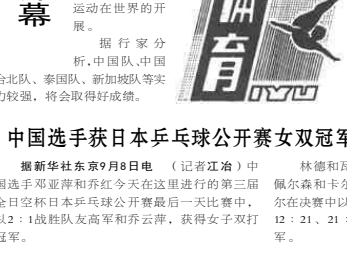 幕
运动在世界的开
展。
据行家分
析,中国队、中国
台北队、泰国队、新加坡队等实
力较强，将会取得好成绩。
体育
TIYU
中国选手获日本乒乓球公开赛女双冠军
据新华社东京9月8日电 （记者江冶）中
国选手邓亚萍和乔红今天在这里进行的第三届
全日空杯日本乒乓球公开赛最后一天比赛中，
以2：1战胜队友高军和乔云萍，获得女子双打
冠军。
林德和瓦
佩尔森和卡尔
尔在决赛中以
12：21、21：
军。